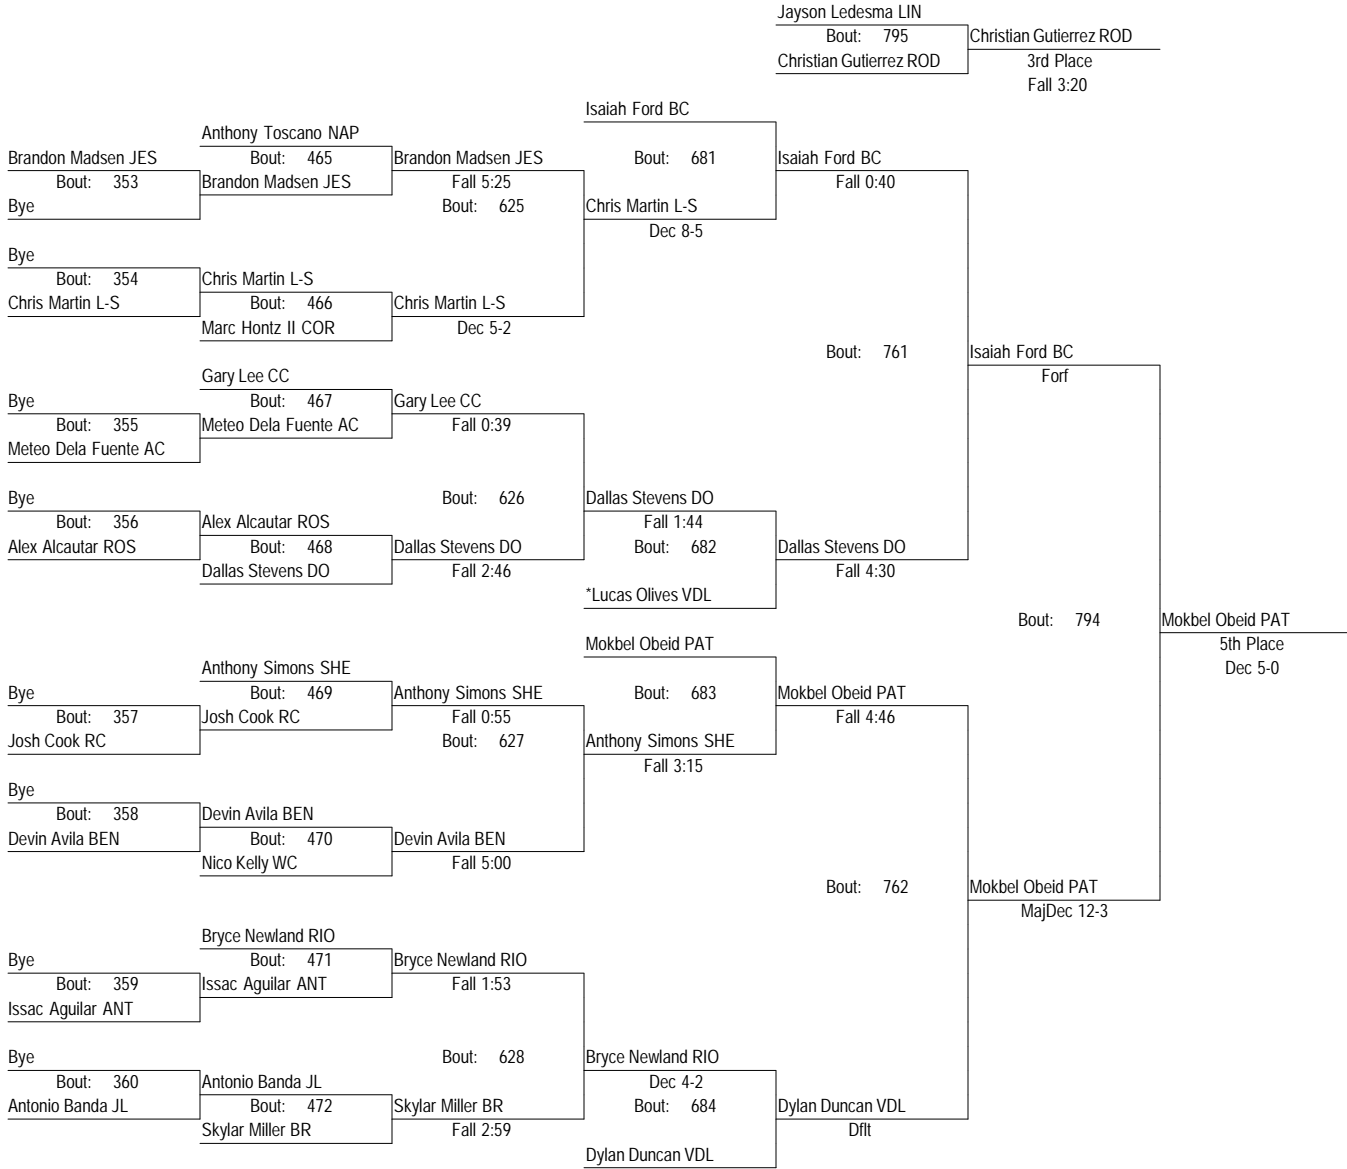 Jayson Ledesma LIN
Bout: 795 Christian Gutierrez ROD
Christian Gutierrez ROD 3rd Place
Fall 3:20
Isaiah Ford BC
Anthony Toscano NAP
Brandon Madsen JES Bout: 465 Brandon Madsen JES Bout: 681 Isaiah Ford BC
Bout: 353 Brandon Madsen JES Fall 5:25 Fall 0:40
Bye Bout: 625 Chris Martin L-S
Dec 8-5
Bye
Bout: 354 Chris Martin L-S
Chris Martin L-S Bout: 466 Chris Martin L-S
Marc Hontz II COR Dec 5-2
Bout: 761 Isaiah Ford BC
Gary Lee CC Forf
Bye Bout: 467 Gary Lee CC
Bout: 355 Meteo Dela Fuente AC Fall 0:39
Meteo Dela Fuente AC
Bye Bout: 626 Dallas Stevens DO
Bout: 356 Alex Alcautar ROS Fall 1:44
Alex Alcautar ROS Bout: 468 Dallas Stevens DO Bout: 682 Dallas Stevens DO
Dallas Stevens DO Fall 2:46 Fall 4:30
*Lucas Olives VDL
Bout: 794 Mokbel Obeid PAT
Mokbel Obeid PAT 5th Place
Anthony Simons SHE Dec 5-0
Bye Bout: 469 Anthony Simons SHE Bout: 683 Mokbel Obeid PAT
Bout: 357 Josh Cook RC Fall 0:55 Fall 4:46
Josh Cook RC Bout: 627 Anthony Simons SHE
Fall 3:15
Bye
Bout: 358 Devin Avila BEN
Devin Avila BEN Bout: 470 Devin Avila BEN
Nico Kelly WC Fall 5:00
Bout: 762 Mokbel Obeid PAT
MajDec 12-3
Bryce Newland RIO
Bye Bout: 471 Bryce Newland RIO
Bout: 359 Issac Aguilar ANT Fall 1:53
Issac Aguilar ANT
Bye Bout: 628 Bryce Newland RIO
Bout: 360 Antonio Banda JL Dec 4-2
Antonio Banda JL Bout: 472 Skylar Miller BR Bout: 684 Dylan Duncan VDL
Skylar Miller BR Fall 2:59 Dflt
Dylan Duncan VDL